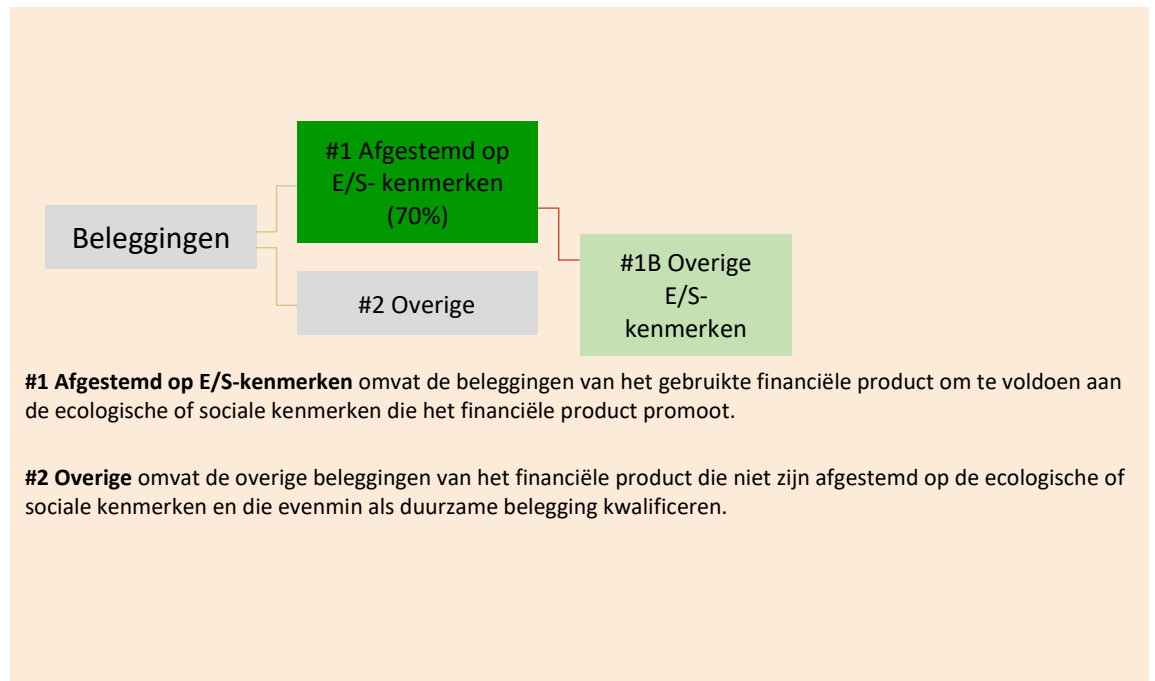 #1 Afgestemd op
E/S- kenmerken
(70%)
Beleggingen
#2 Overige
#1B Overige
E/S-
kenmerken
#1 Afgestemd op E/S-kenmerken omvat de beleggingen van het gebruikte financiële product om te voldoen aan
de ecologische of sociale kenmerken die het financiële product promoot.
#2 Overige omvat de overige beleggingen van het financiële product die niet zijn afgestemd op de ecologische of
sociale kenmerken en die evenmin als duurzame belegging kwalificeren.